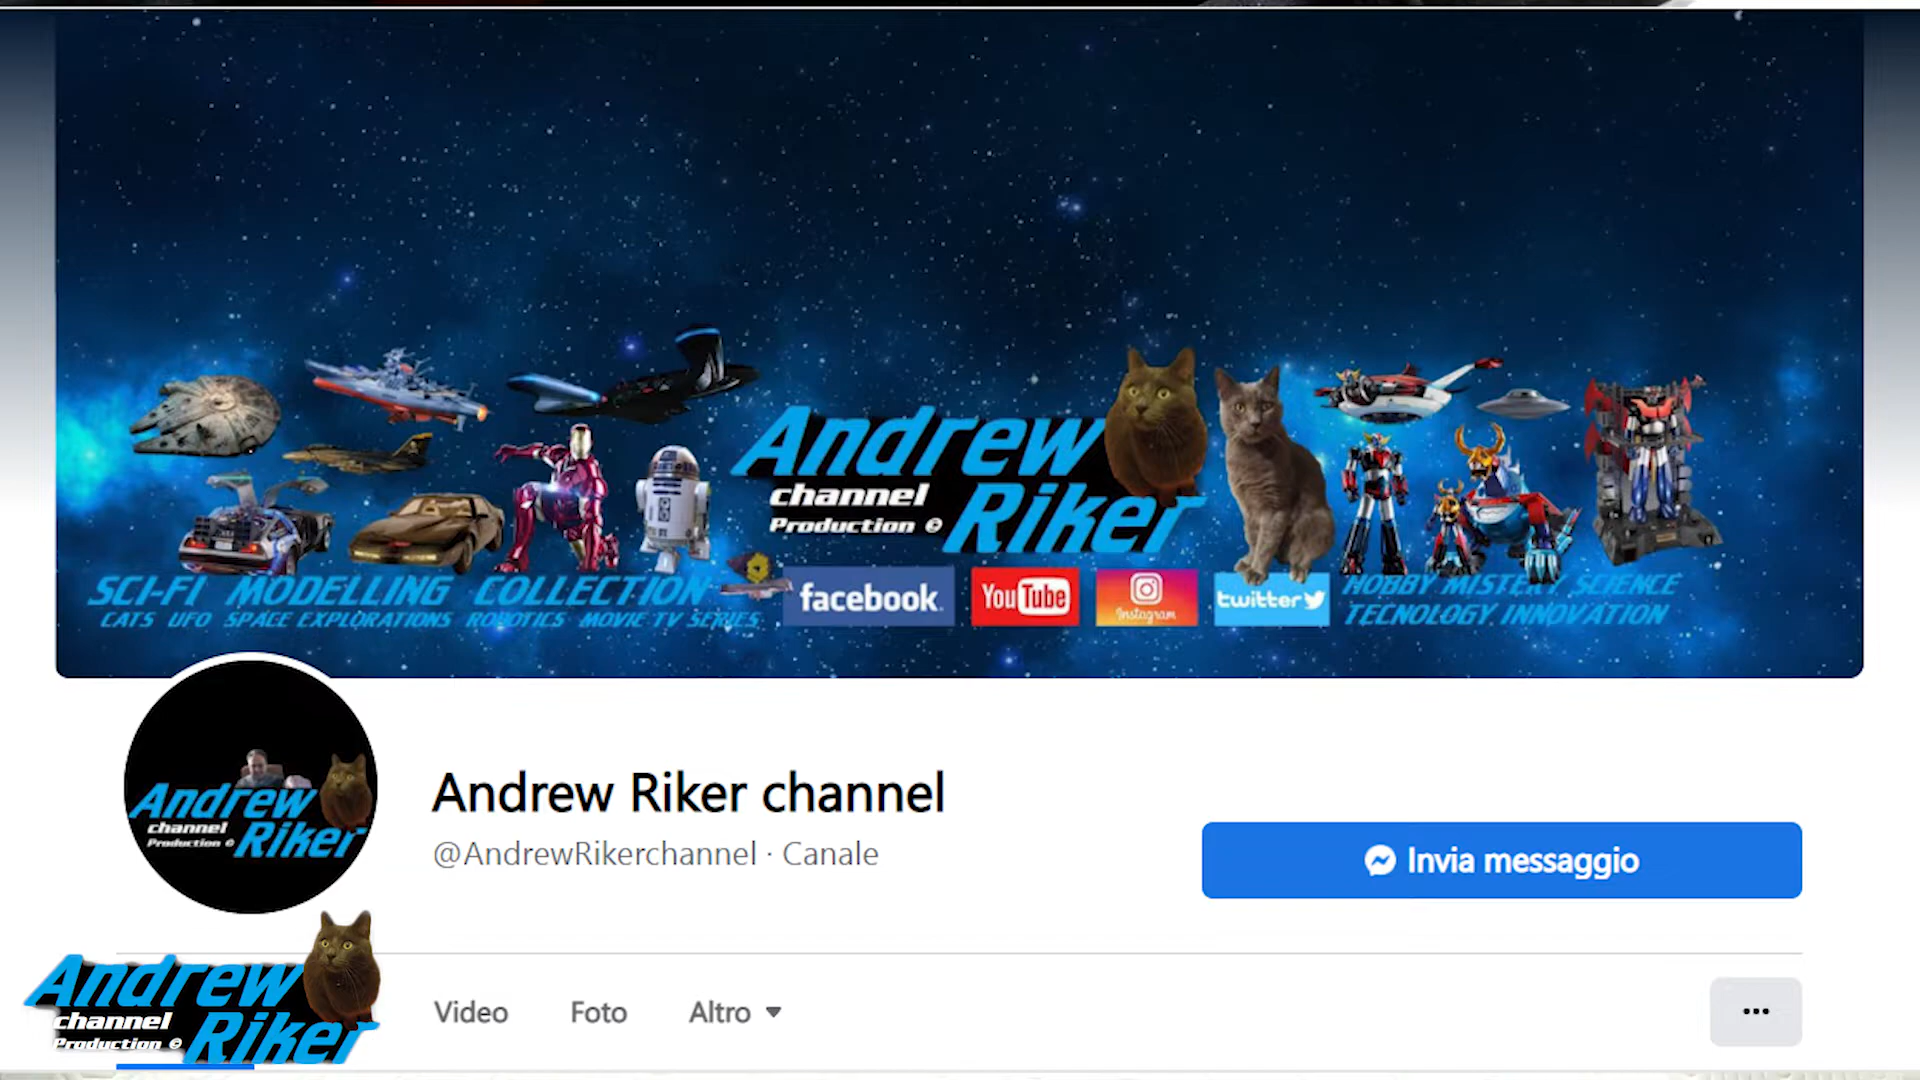 Andrew
channel
Riker
Production ©
SCI-FI MODELLING COLLECTION
CATS UFO SPACE EXPLORATIONS ROBOTICS MOVIE TV SERIES
facebook.
YouTube
Instagram
twitter
HOBBY MISTERY SCIENCE
TECNOLOGY INNOVATION
Andrew
channel
Riker
Production ©
Andrew Riker channel
@AndrewRikerchannel · Canale
Invia messaggio
Andrew
channel
Riker
Production ©
Video Foto Altro